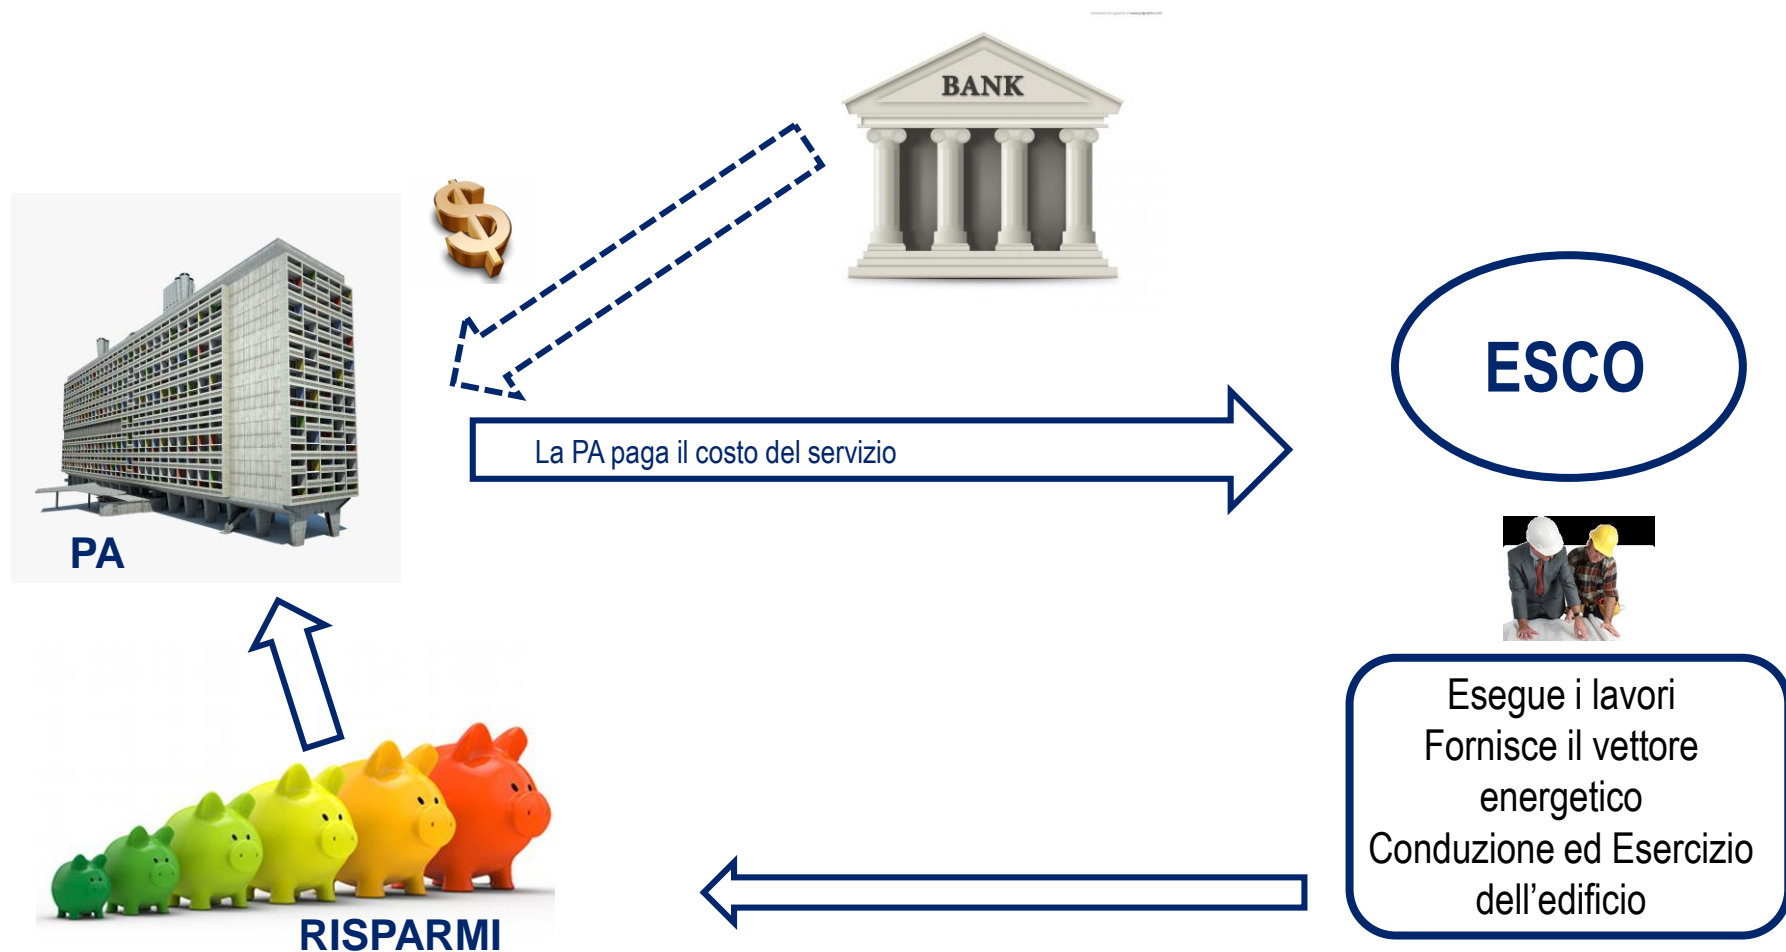 BANK
ESCO
La PA paga il costo del servizio
PA
Esegue i lavori
Fornisce il vettore
energetico
Conduzione ed Esercizio
dell’edificio
RISPARMI